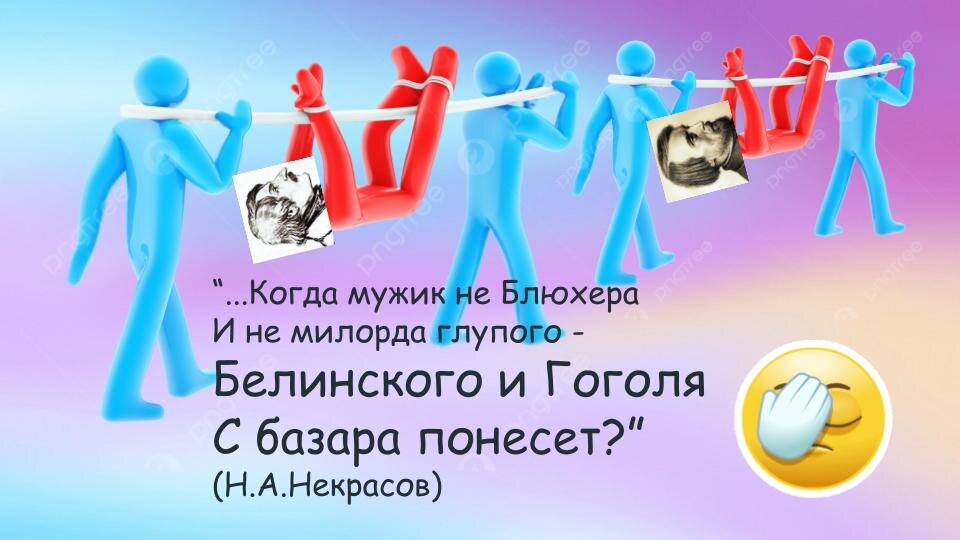 “...Когда мужик не Блюхера
И не милорда глупого -
Белинского и Гоголя
С базара понесет?”
(Н.А.Некрасов)